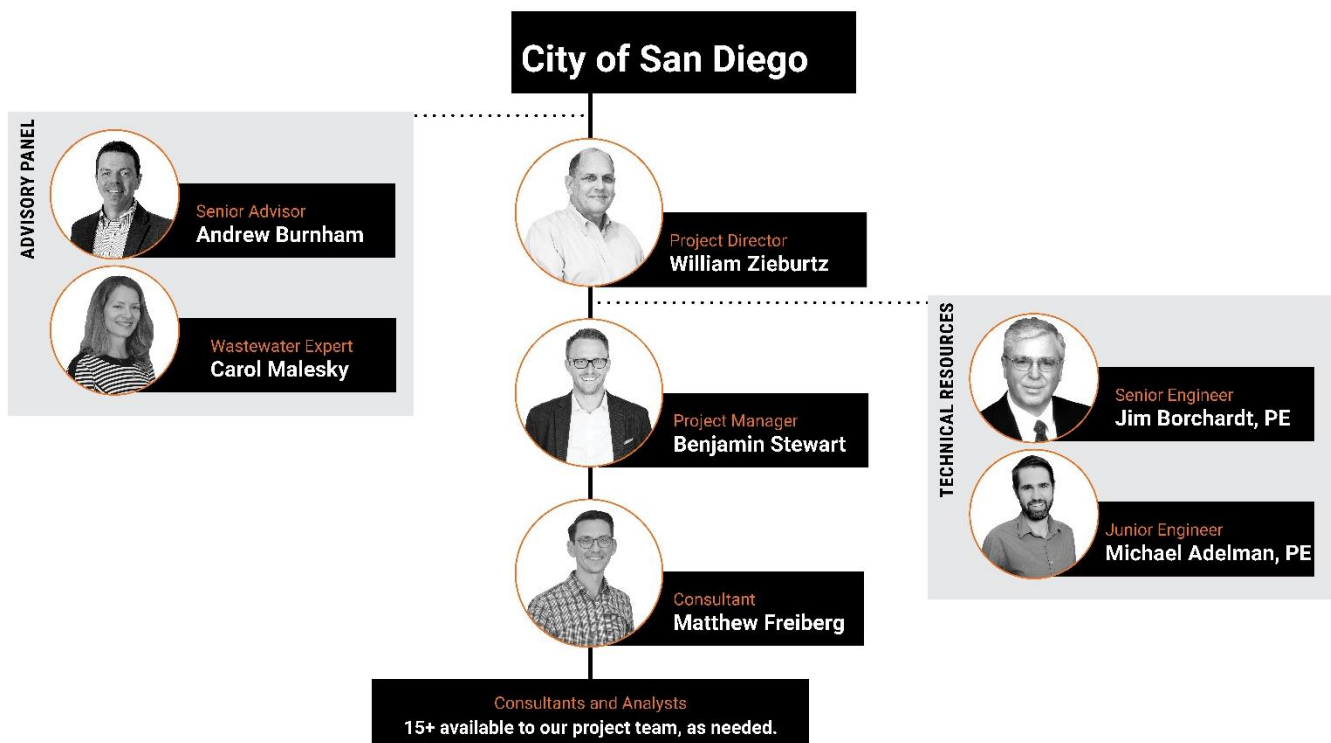 City of San Diego
ADVISORY PANEL
Senior Advisor
Andrew Burnham
Wastewater Expert
Carol Malesky
Project Director
William Zieburtz
Project Manager
Benjamin Stewart
Consultant
Matthew Freiberg
TECHNICAL RESOURCES
Senior Engineer
Jim Borchardt, PE
Junior Engineer
Michael Adelman, PE
Consultants and Analysts
15+ available to our project team, as needed.